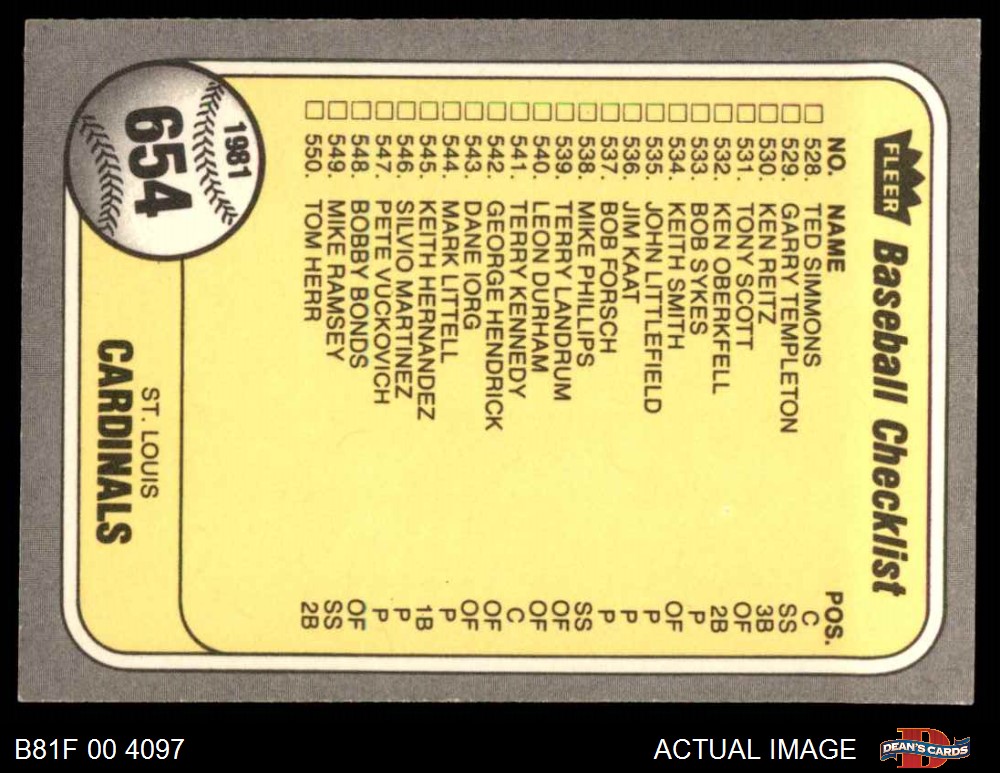 FLEER Baseball Checklist
NO. NAME POS.
528. TED SIMMONS C
529. GARRY TEMPLETON SS
530. KEN REITZ 3B
531. TONY SCOTT OF
532. KEN OBERKFELL 2B
533. BOB SYKES P
534. KEITH SMITH OF
535. JOHN LITTLEFIELD P
536. JIM KAAT P
537. BOB FORSCH P
538. MIKE PHILLIPS SS
539. TERRY LANDRUM OF
540. LEON DURHAM OF
541. TERRY KENNEDY C
542. GEORGE HENDRICK OF
543. DANE IORG OF
544. MARK LITTELL P
545. KEITH HERNANDEZ 1B
546. SILVIO MARTINEZ P
547. PETE VUCKOVICH P
548. BOBBY BONDS OF
549. MIKE RAMSEY SS
550. TOM HERR 2B
1981
654
ST. LOUIS
CARDINALS
B81F 00 4097
ACTUAL IMAGE
DEAN'S CARDS